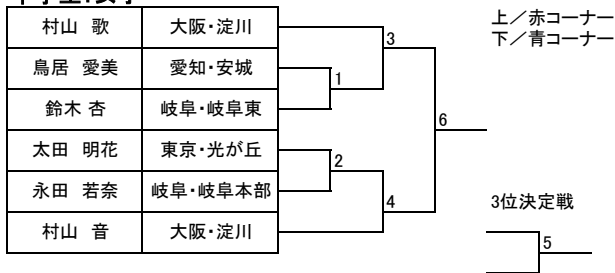 上／赤コーナー
下／青コーナー
村山 歌 大阪・淀川
鳥居 愛美 愛知・安城
鈴木 杏 岐阜・岐阜東
太田 明花 東京・光が丘
永田 若奈 岐阜・岐阜本部
村山 音 大阪・淀川
3
1
6
2
4
3位決定戦
5